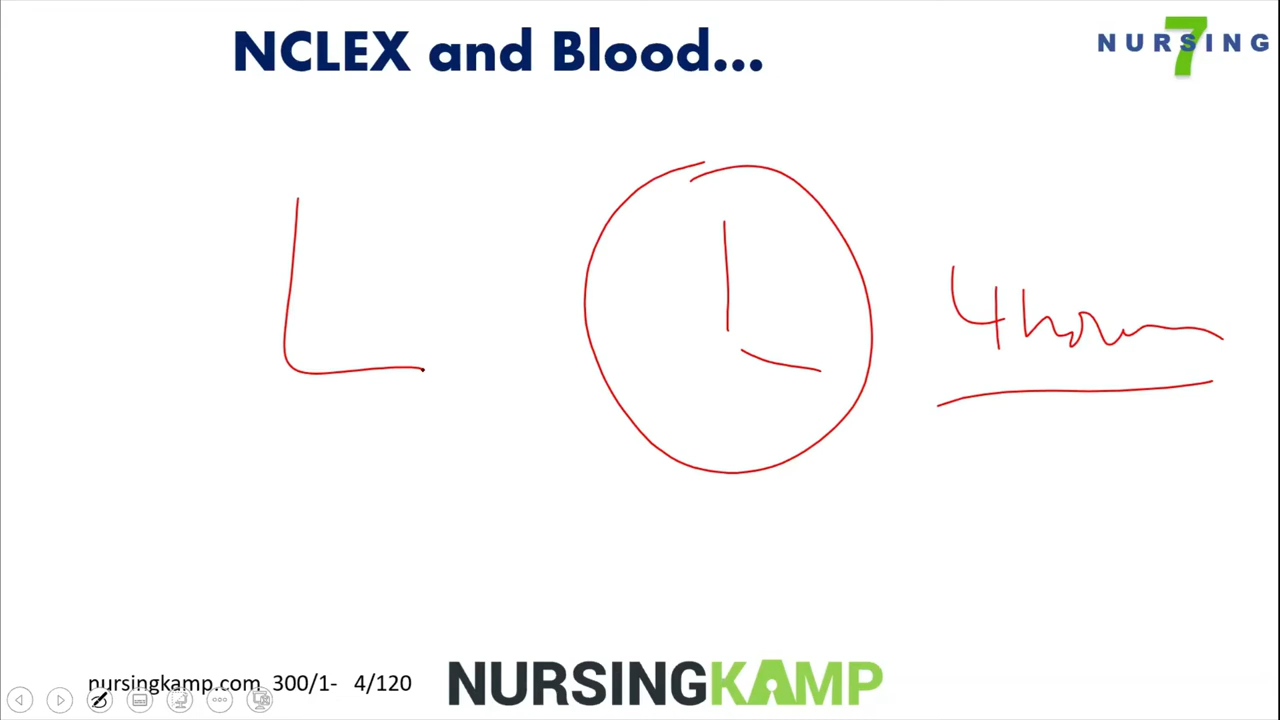 NCLEX and Blood...
NURSING
7
4 hours
nursingkamp.com 300/1- 4/120
NURSINGKAMP